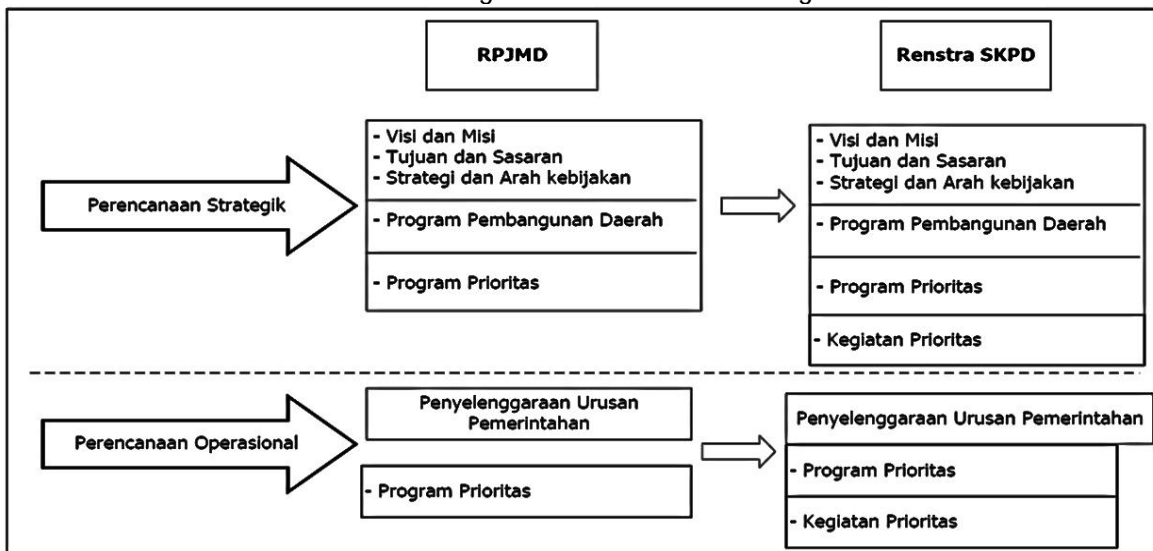 RPJMD
Renstra SKPD
Perencanaan Strategik
- Visi dan Misi
- Tujuan dan Sasaran
- Strategi dan Arah kebijakan
- Program Pembangunan Daerah
- Program Prioritas
- Visi dan Misi
- Tujuan dan Sasaran
- Strategi dan Arah kebijakan
- Program Pembangunan Daerah
- Program Prioritas
- Kegiatan Prioritas
Perencanaan Operasional
Penyelenggaraan Urusan
Pemerintahan
- Program Prioritas
Penyelenggaraan Urusan Pemerintahan
- Program Prioritas
- Kegiatan Prioritas